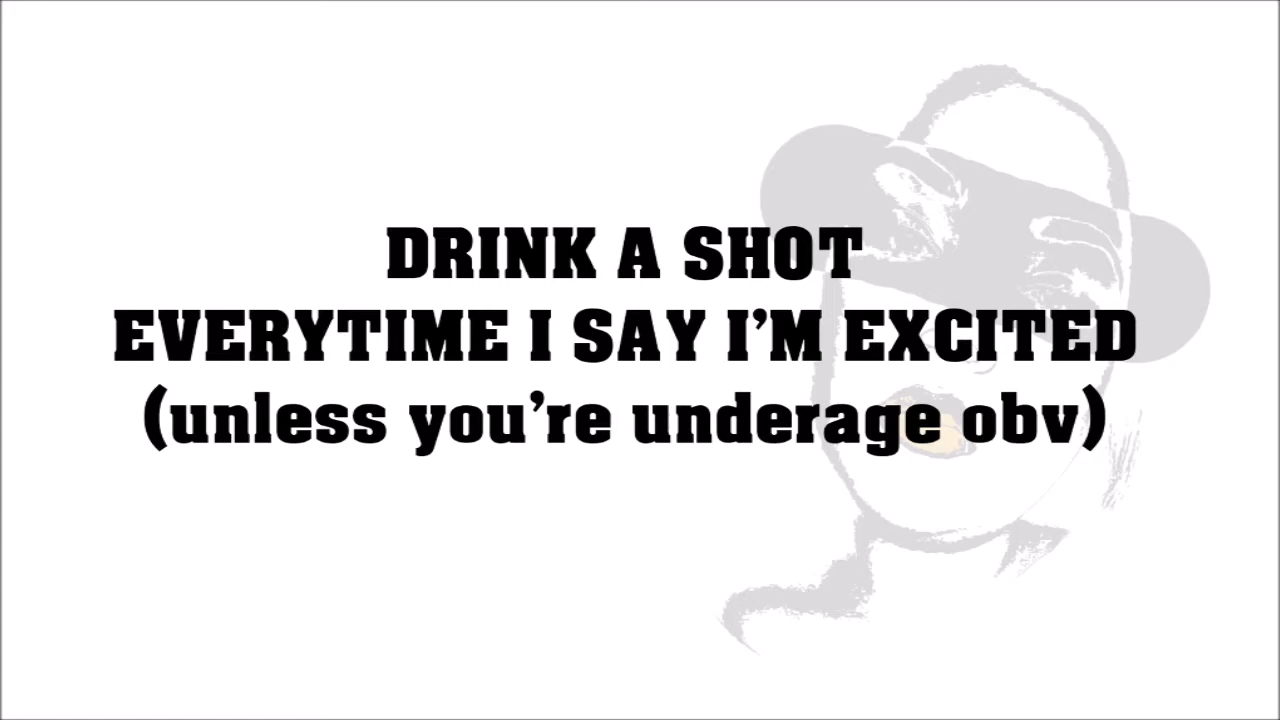 DRINK A SHOT
EVERYTIME I SAY I’M EXCITED
(unless you’re underage obv)